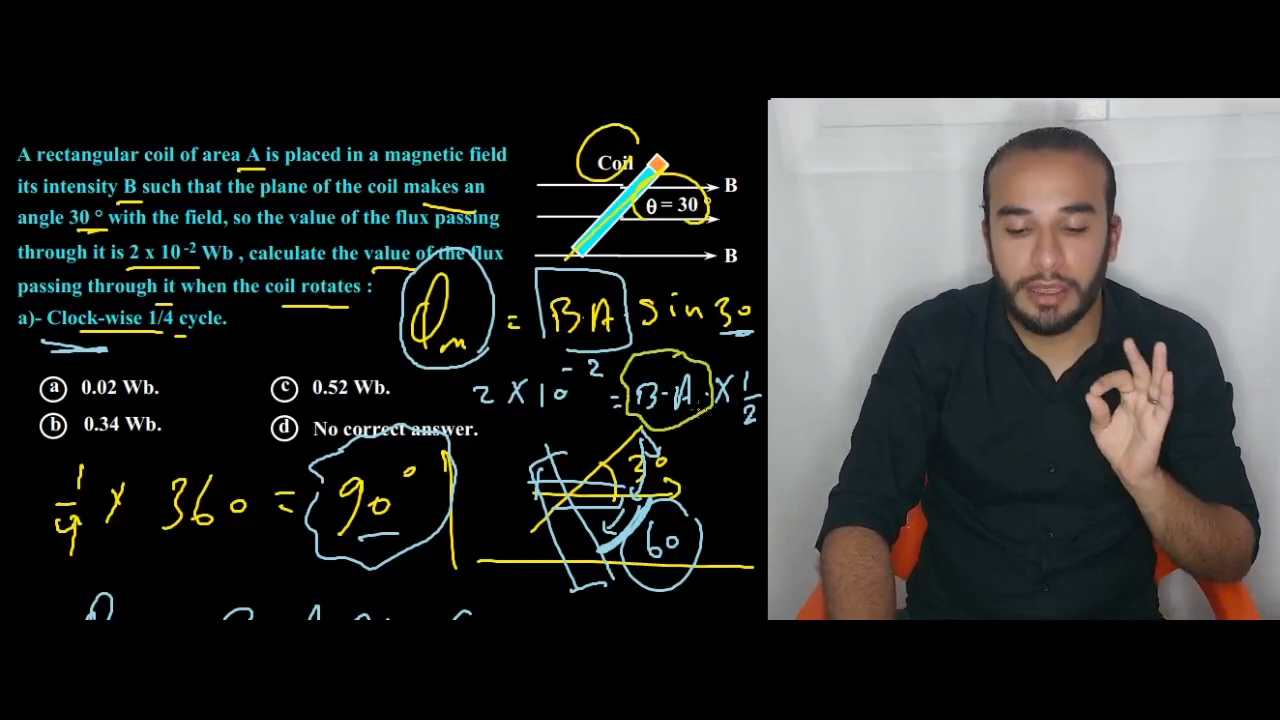 A rectangular coil of area A is placed in a magnetic field
its intensity B such that the plane of the coil makes an
angle 30 ° with the field, so the value of the flux passing
through it is 2 x 10⁻² Wb , calculate the value of the flux
passing through it when the coil rotates :
a)- Clock-wise 1/4 cycle.
a 0.02 Wb.
c 0.52 Wb.
b 0.34 Wb.
d No correct answer.
Coil
B
θ = 30 °
B
ϕm = B.A sin 30
2 × 10⁻² = B.A. × 1/2
1/4 × 360 = 90°
30
60